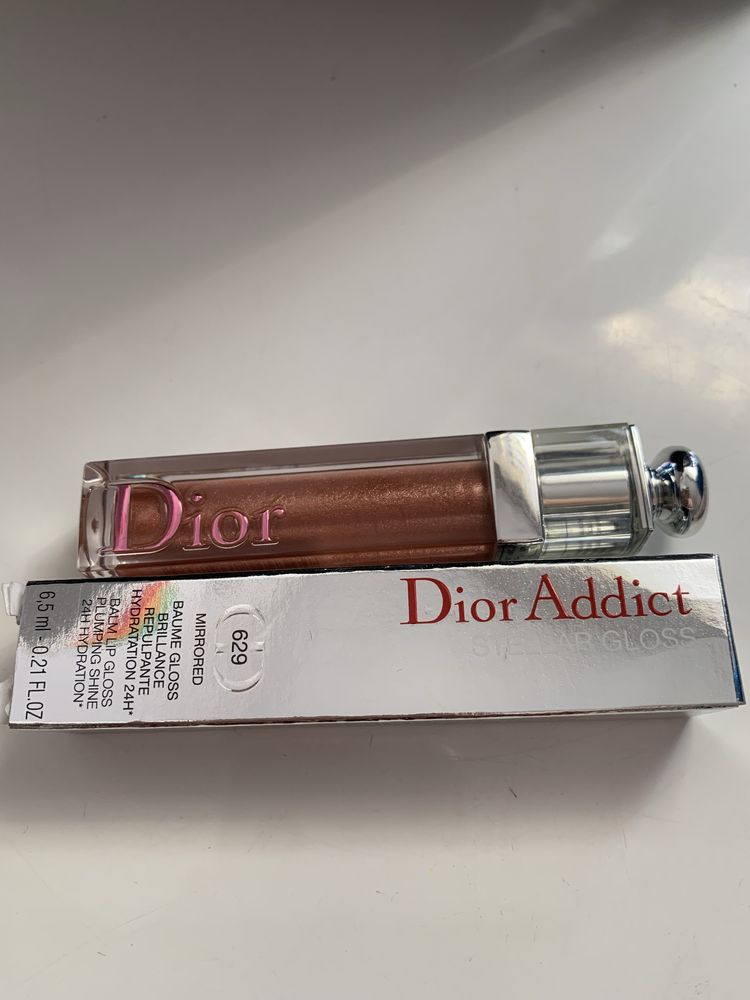 Dior
Dior Addict
STELLAR GLOSS
629
MIRRORED
BAUME GLOSS
BRILLANCE
REPULPANTE
HYDRATATION 24H*
BALM LIP GLOSS
PLUMPING SHINE
24H HYDRATION*
6,5 ml - 0.21 FL.OZ